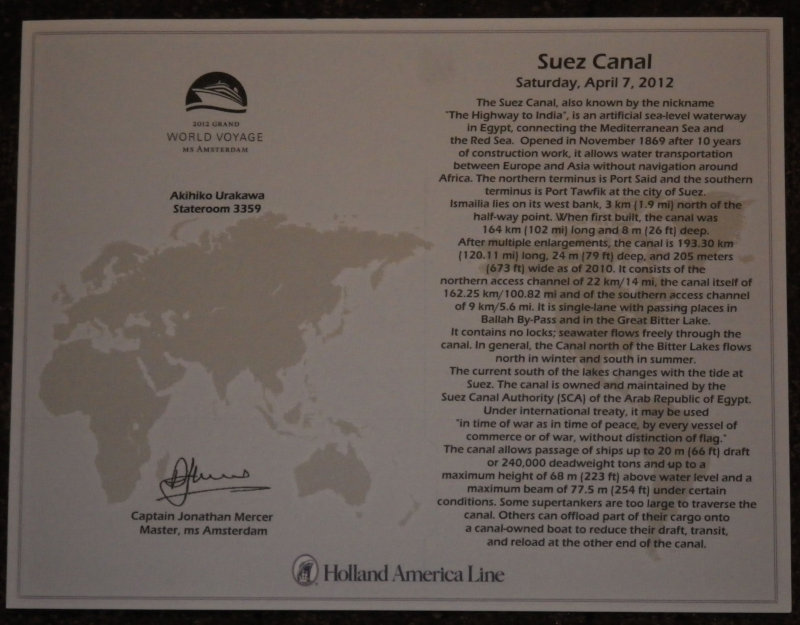 2012 GRAND
WORLD VOYAGE
MS AMSTERDAM
Akihiko Urakawa
Stateroom 3359
Captain Jonathan Mercer
Master, ms Amsterdam
Suez Canal
Saturday, April 7, 2012
The Suez Canal, also known by the nickname
"The Highway to India", is an artificial sea-level waterway
in Egypt, connecting the Mediterranean Sea and
the Red Sea. Opened in November 1869 after 10 years
of construction work, it allows water transportation
between Europe and Asia without navigation around
Africa. The northern terminus is Port Said and the southern
terminus is Port Tawfik at the city of Suez.
Ismailia lies on its west bank, 3 km (1.9 mi) north of the
half-way point. When first built, the canal was
164 km (102 mi) long and 8 m (26 ft) deep.
After multiple enlargements, the canal is 193.30 km
(120.11 mi) long, 24 m (79 ft) deep, and 205 meters
(673 ft) wide as of 2010. It consists of the
northern access channel of 22 km/14 mi, the canal itself of
162.25 km/100.82 mi and of the southern access channel
of 9 km/5.6 mi. It is single-lane with passing places in
Ballah By-Pass and in the Great Bitter Lake.
It contains no locks; seawater flows freely through the
canal. In general, the Canal north of the Bitter Lakes flows
north in winter and south in summer.
The current south of the lakes changes with the tide at
Suez. The canal is owned and maintained by the
Suez Canal Authority (SCA) of the Arab Republic of Egypt.
Under international treaty, it may be used
"in time of war as in time of peace, by every vessel of
commerce or of war, without distinction of flag."
The canal allows passage of ships up to 20 m (66 ft) draft
or 240,000 deadweight tons and up to a
maximum height of 68 m (223 ft) above water level and a
maximum beam of 77.5 m (254 ft) under certain
conditions. Some supertankers are too large to traverse the
canal. Others can offload part of their cargo onto
a canal-owned boat to reduce their draft, transit,
and reload at the other end of the canal.
Holland America Line